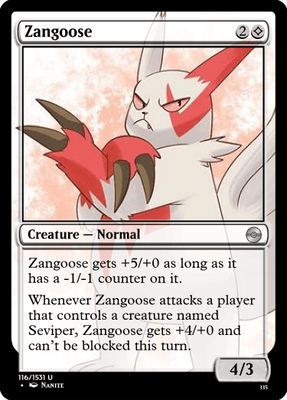 Zangoose 2
Creature — Normal
Zangoose gets +5/+0 as long as it
has a -1/-1 counter on it.
Whenever Zangoose attacks a player
that controls a creature named
Seviper, Zangoose gets +4/+0 and
can't be blocked this turn.
4/3
116/1531 U
• Nanite
335